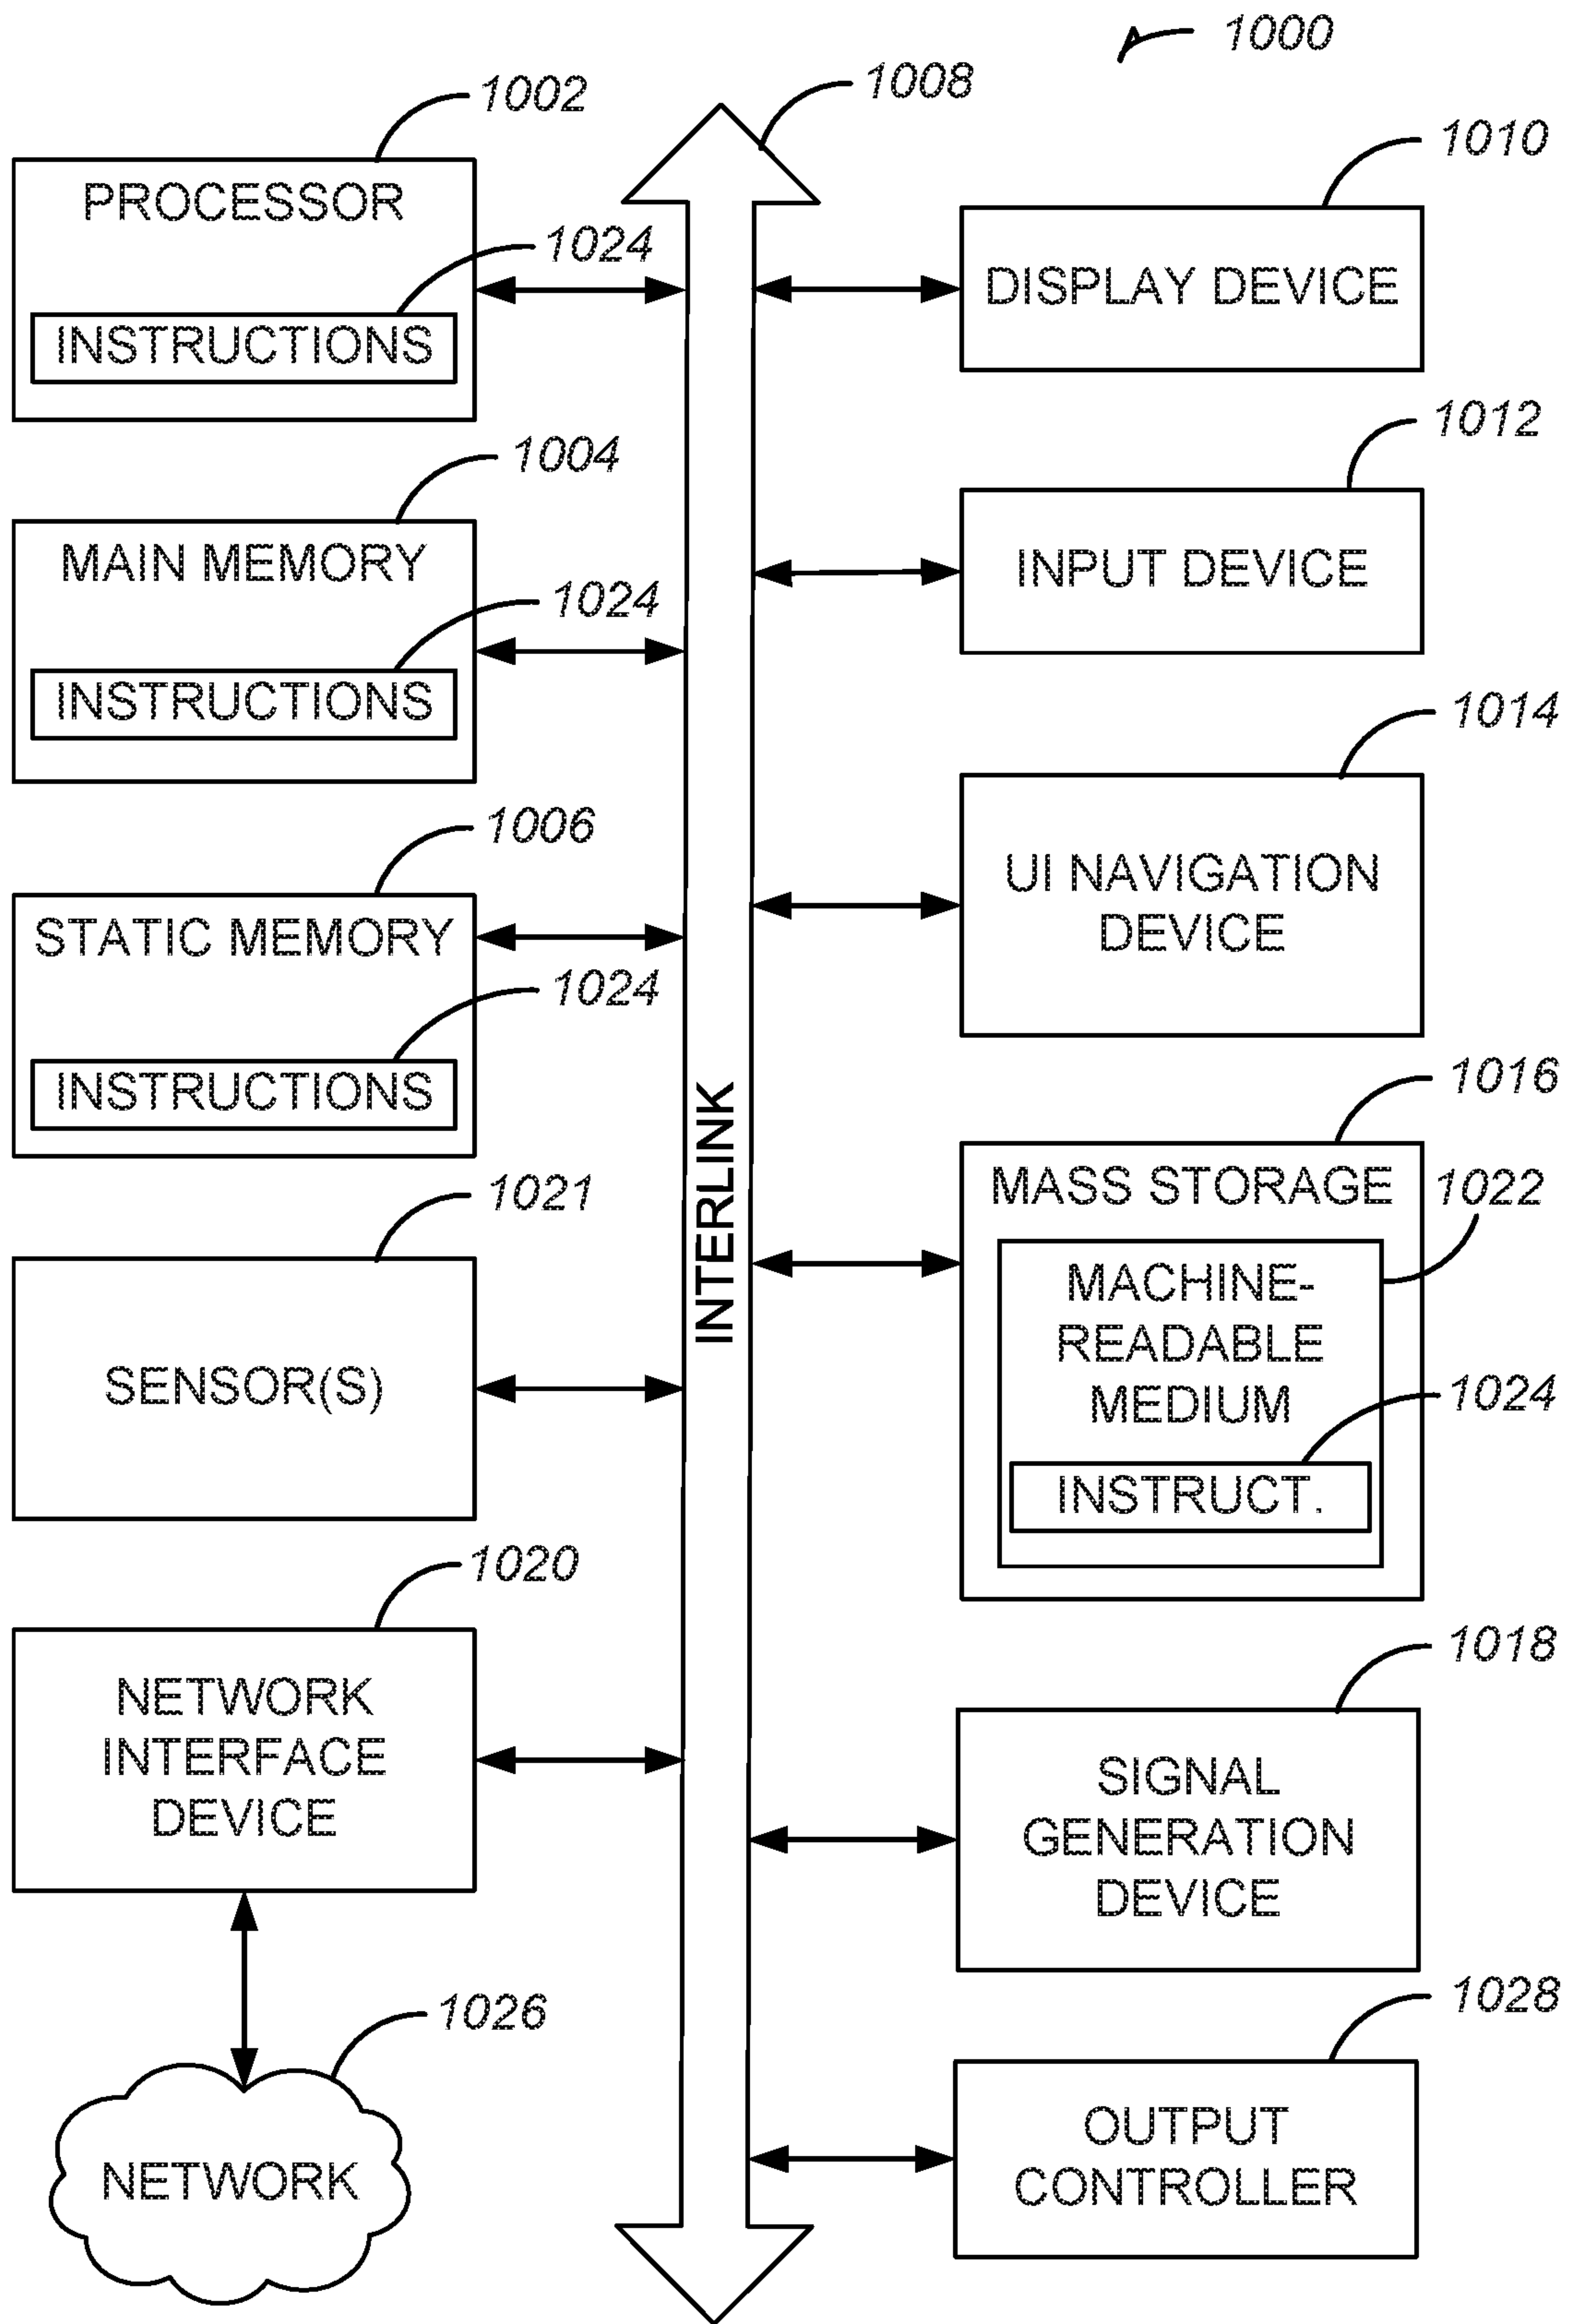 1000
1008
1002
PROCESSOR
1024
INSTRUCTIONS
1004
MAIN MEMORY
1024
INSTRUCTIONS
1006
STATIC MEMORY
1024
INSTRUCTIONS
1021
SENSOR(S)
1020
NETWORK
INTERFACE
DEVICE
1026
NETWORK
INTERLINK
1010
DISPLAY DEVICE
1012
INPUT DEVICE
1014
UI NAVIGATION
DEVICE
1016
MASS STORAGE
1022
MACHINE-
READABLE
MEDIUM
1024
INSTRUCT.
1018
SIGNAL
GENERATION
DEVICE
1028
OUTPUT
CONTROLLER